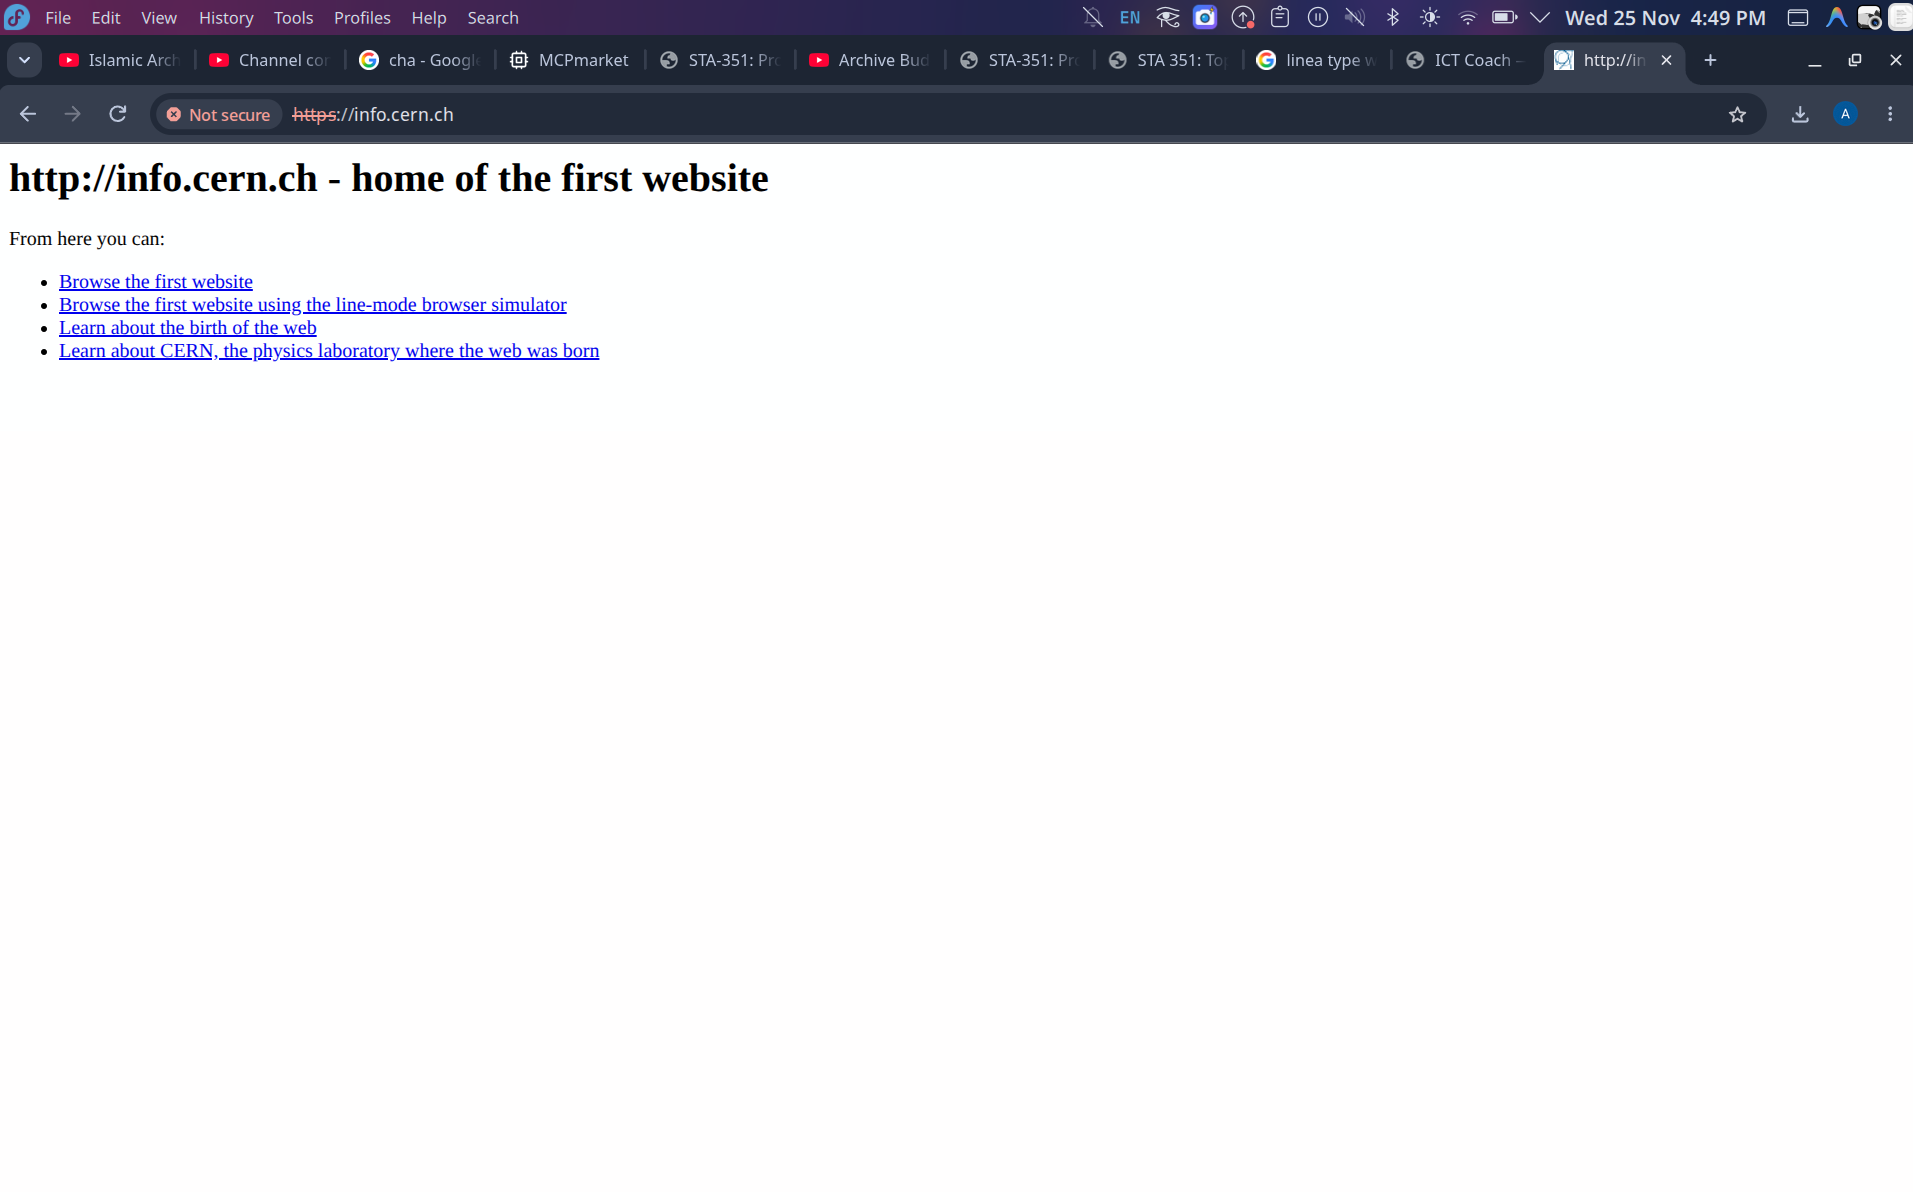 File Edit View History Tools Profiles Help Search EN Wed 25 Nov 4:49 PM
Islamic Arch Channel cor cha - Google MCPmarket STA-351: Pro Archive Bud STA-351: Pro STA 351: Top linea type w ICT Coach – http://in
Not secure https://info.cern.ch A
http://info.cern.ch - home of the first website
From here you can:
Browse the first website
Browse the first website using the line-mode browser simulator
Learn about the birth of the web
Learn about CERN, the physics laboratory where the web was born